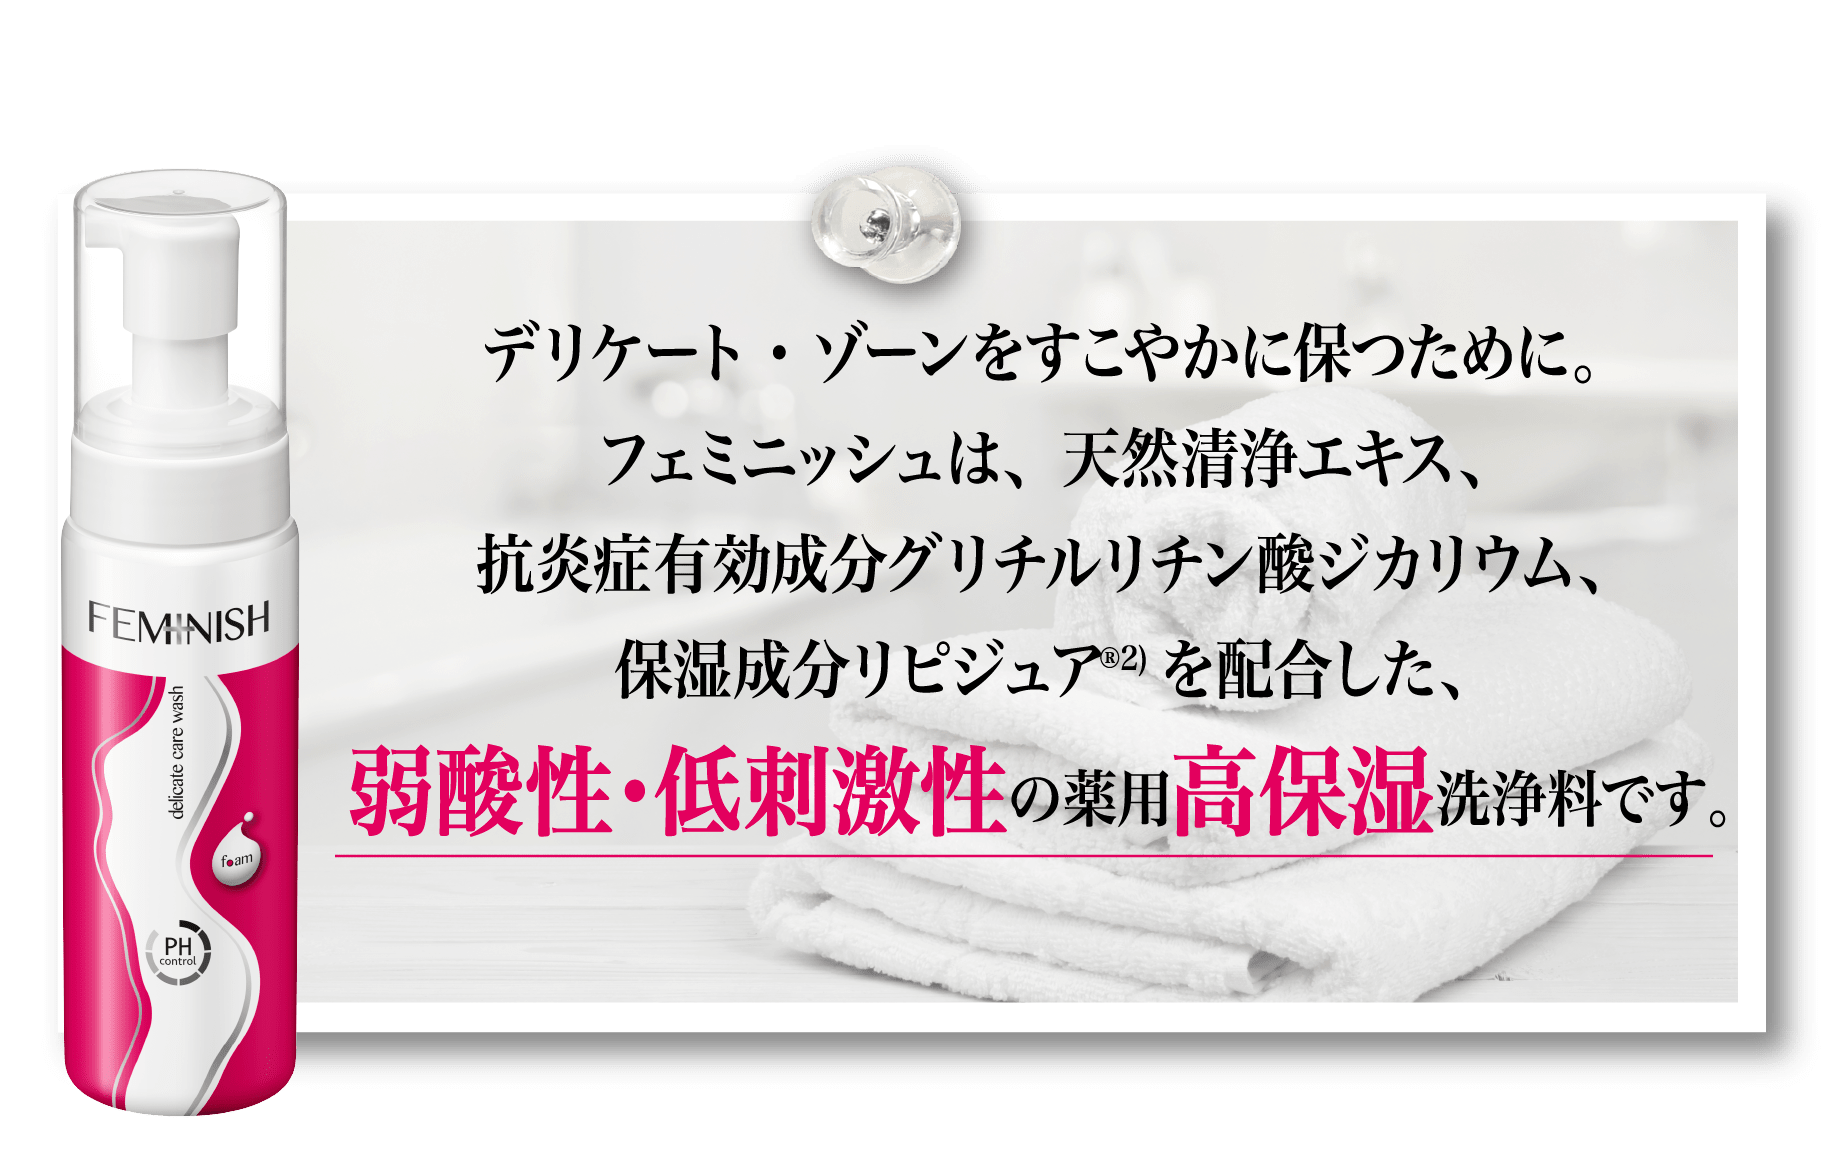 デリケート・ゾーンをすこやかに保つために。
フェミニッシュは、天然清浄エキス、
抗炎症有効成分グリチルリチン酸ジカリウム、
保湿成分リピジュア®2) を配合した、
弱酸性・低刺激性の薬用高保湿洗浄料です。
FEMINISH
delicate care wash
foam
PH
control